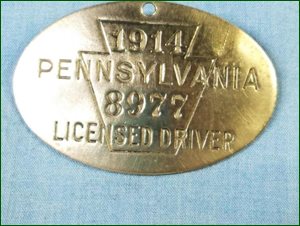 1914
PENNSYLVANIA
8977
LICENSED DRIVER